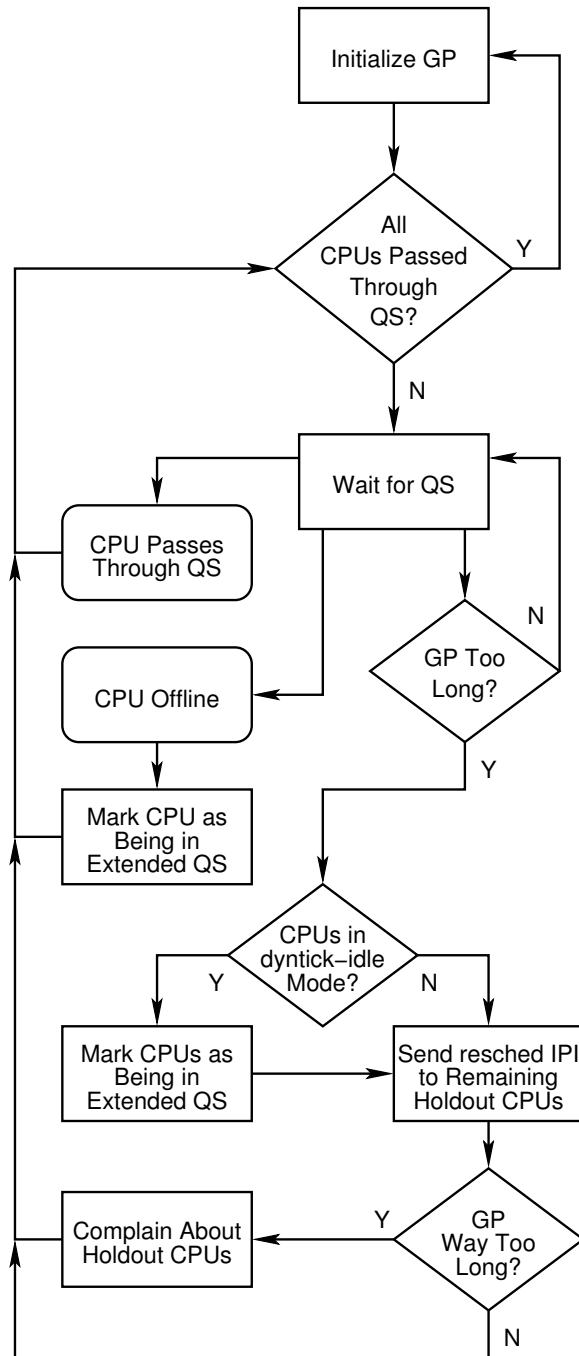 Initialize GP
All
CPUs Passed
Through
QS?
Y
N
Wait for QS
CPU Passes
Through QS
N
GP Too
Long?
CPU Offline
Y
Mark CPU as
Being in
Extended QS
CPUs in
dyntick−idle
Mode?
Y
N
Mark CPUs as
Being in
Extended QS
Send resched IPI
to Remaining
Holdout CPUs
Complain About
Holdout CPUs
Y
GP
Way Too
Long?
N